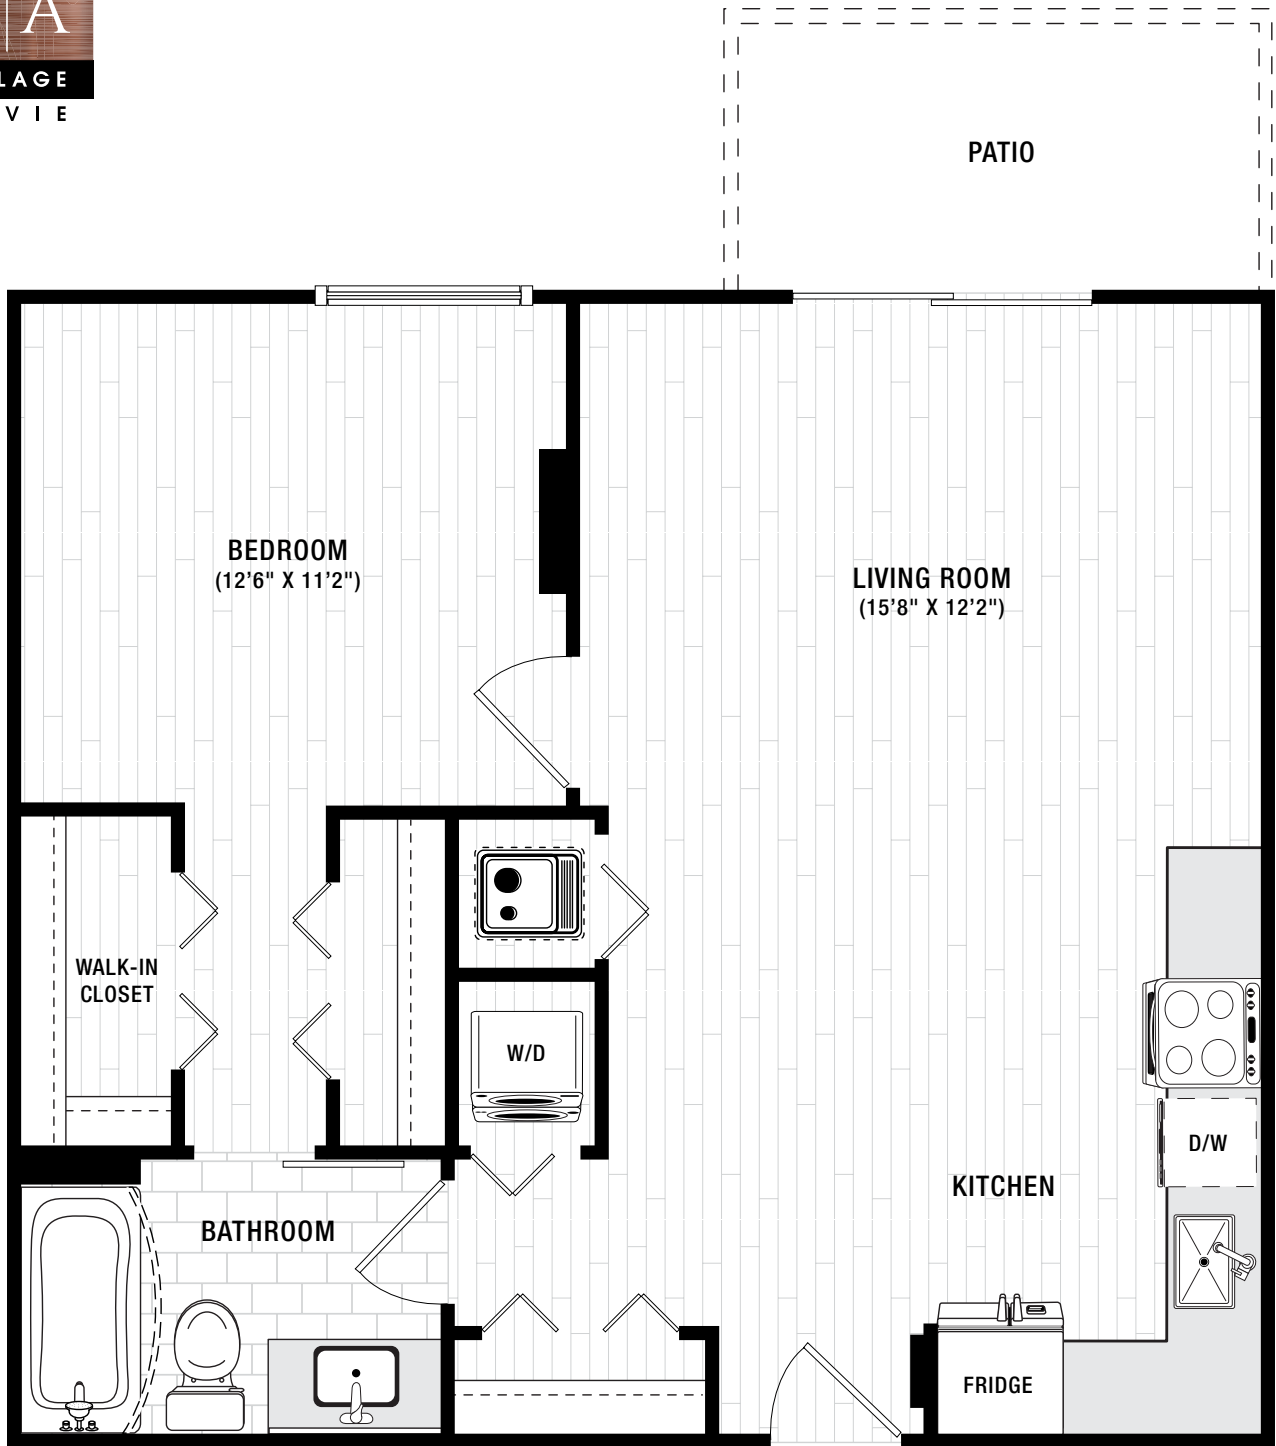 A
LAGE
VIE
PATIO
BEDROOM
(12'6" X 11'2")
LIVING ROOM
(15'8" X 12'2")
WALK-IN
CLOSET
W/D
D/W
KITCHEN
BATHROOM
FRIDGE